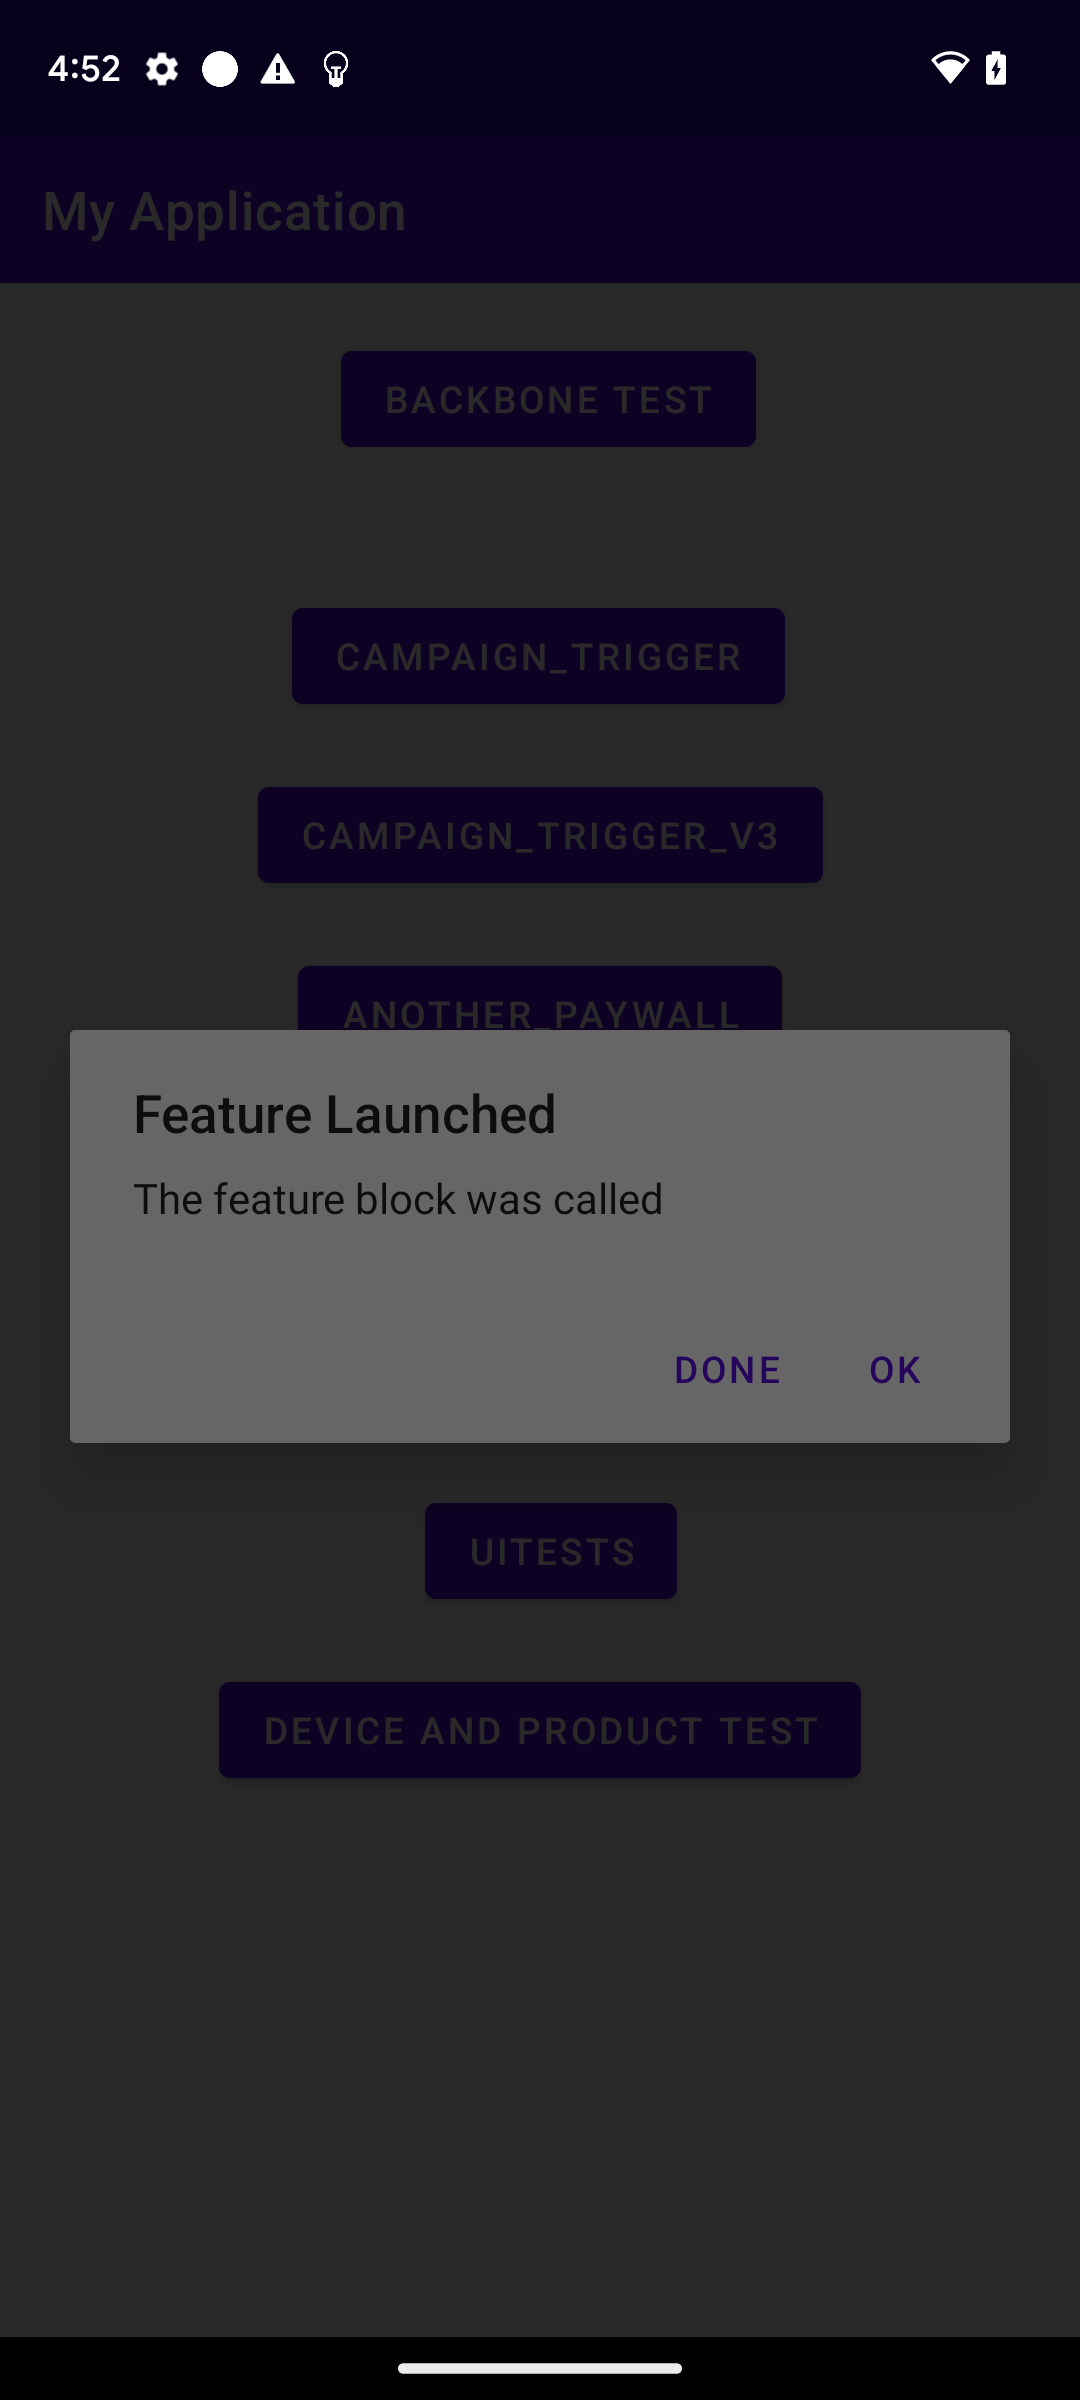 4:52
My Application
BACKBONE TEST
CAMPAIGN_TRIGGER
CAMPAIGN_TRIGGER_V3
ANOTHER_PAYWALL
Feature Launched
The feature block was called
DONE OK
UITESTS
DEVICE AND PRODUCT TEST